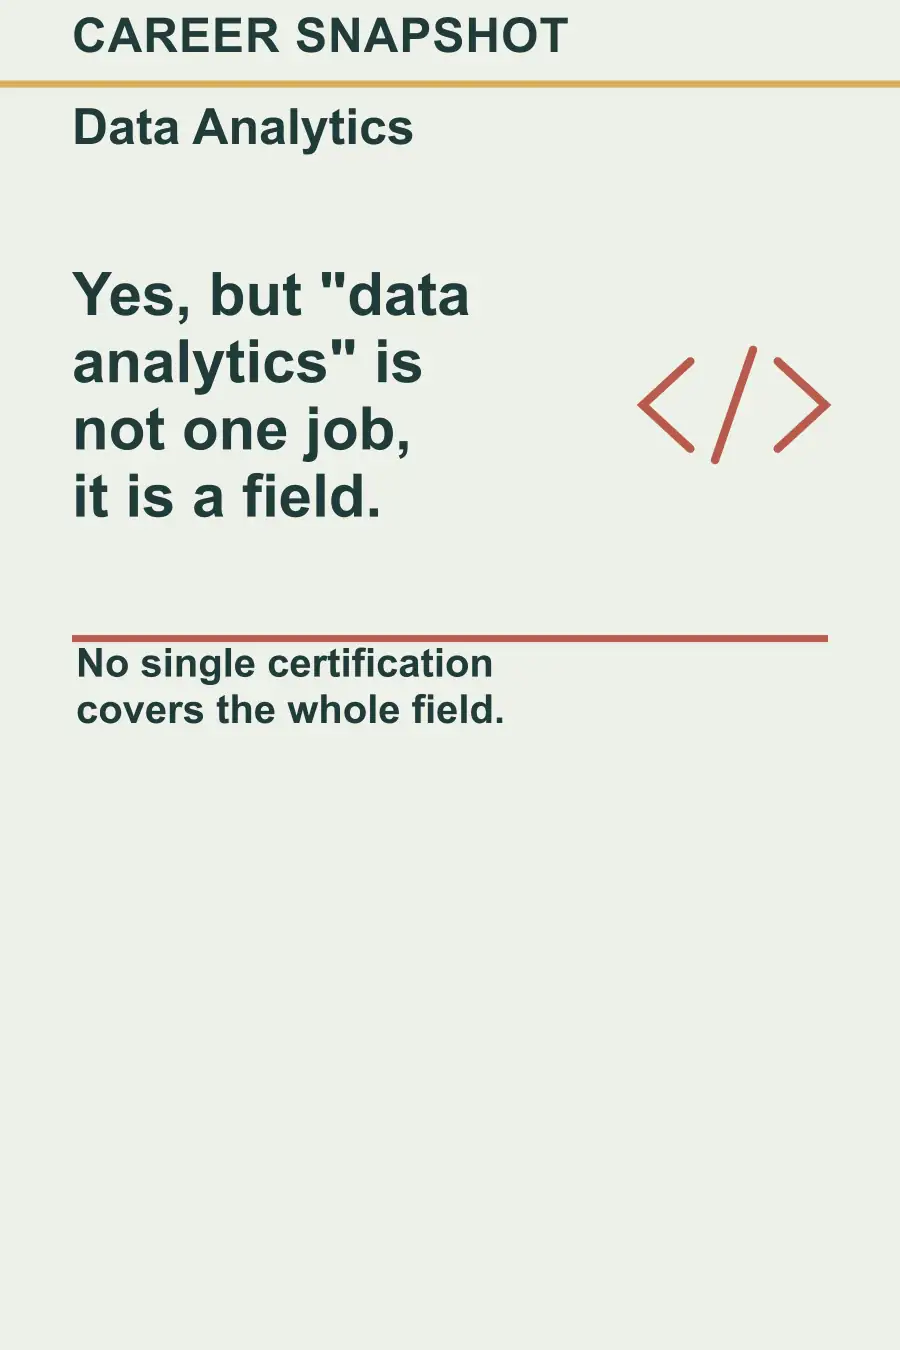 CAREER SNAPSHOT
Data Analytics
Yes, but "data
analytics" is
not one job,
it is a field.
</>
No single certification
covers the whole field.